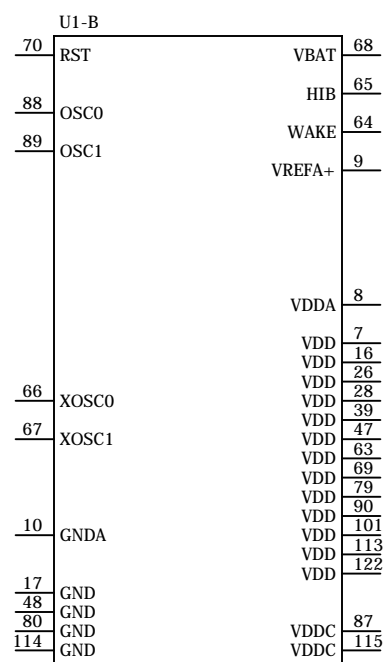 U1-B
70 RST VBAT 68
HIB 65
88 OSC0
WAKE 64
89 OSC1
VREFA+ 9
VDDA 8
VDD 7
VDD 16
VDD 26
66 XOSC0 VDD 28
VDD 39
67 XOSC1 VDD 47
VDD 63
VDD 69
VDD 79
VDD 90
10 GNDA VDD 101
VDD 113
VDD 122
17 GND
48 GND
80 GND VDDC 87
114 GND VDDC 115